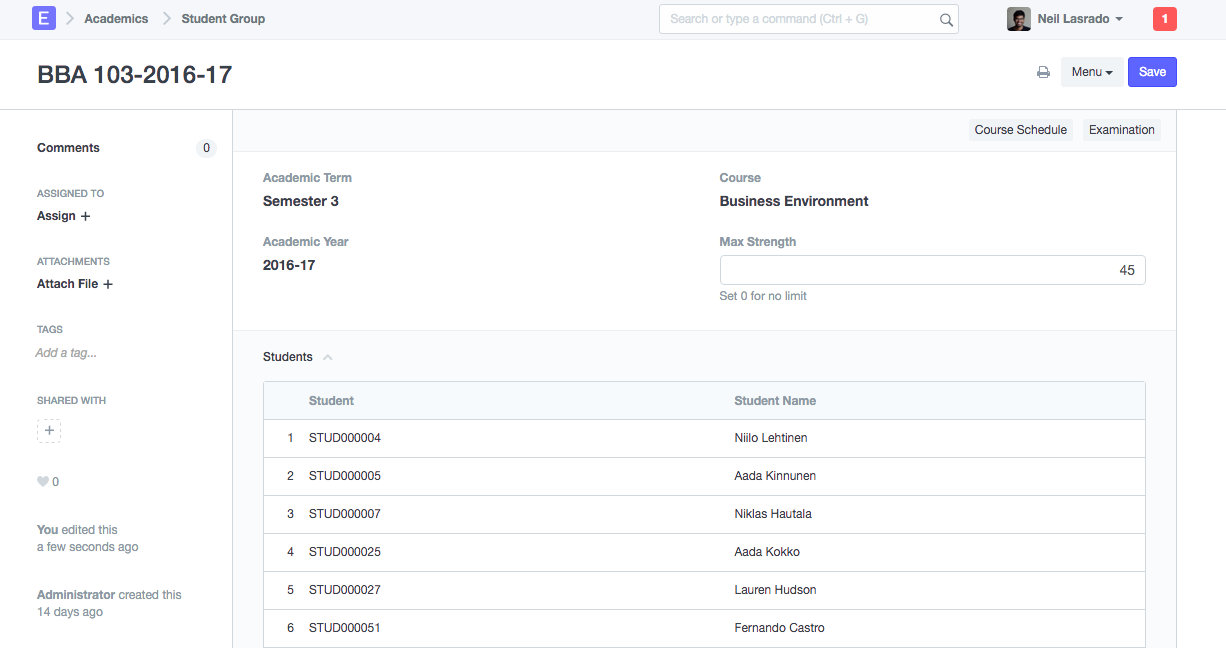 E Academics Student Group
Search or type a command (Ctrl + G)
Neil Lasrado
1
BBA 103-2016-17
Menu
Save
Comments 0
ASSIGNED TO
Assign +
ATTACHMENTS
Attach File +
TAGS
Add a tag...
SHARED WITH
+
0
You edited this
a few seconds ago
Administrator created this
14 days ago
Course Schedule Examination
Academic Term
Semester 3
Academic Year
2016-17
Course
Business Environment
Max Strength
45
Set 0 for no limit
Students
Student Student Name
1 STUD000004 Niilo Lehtinen
2 STUD000005 Aada Kinnunen
3 STUD000007 Niklas Hautala
4 STUD000025 Aada Kokko
5 STUD000027 Lauren Hudson
6 STUD000051 Fernando Castro